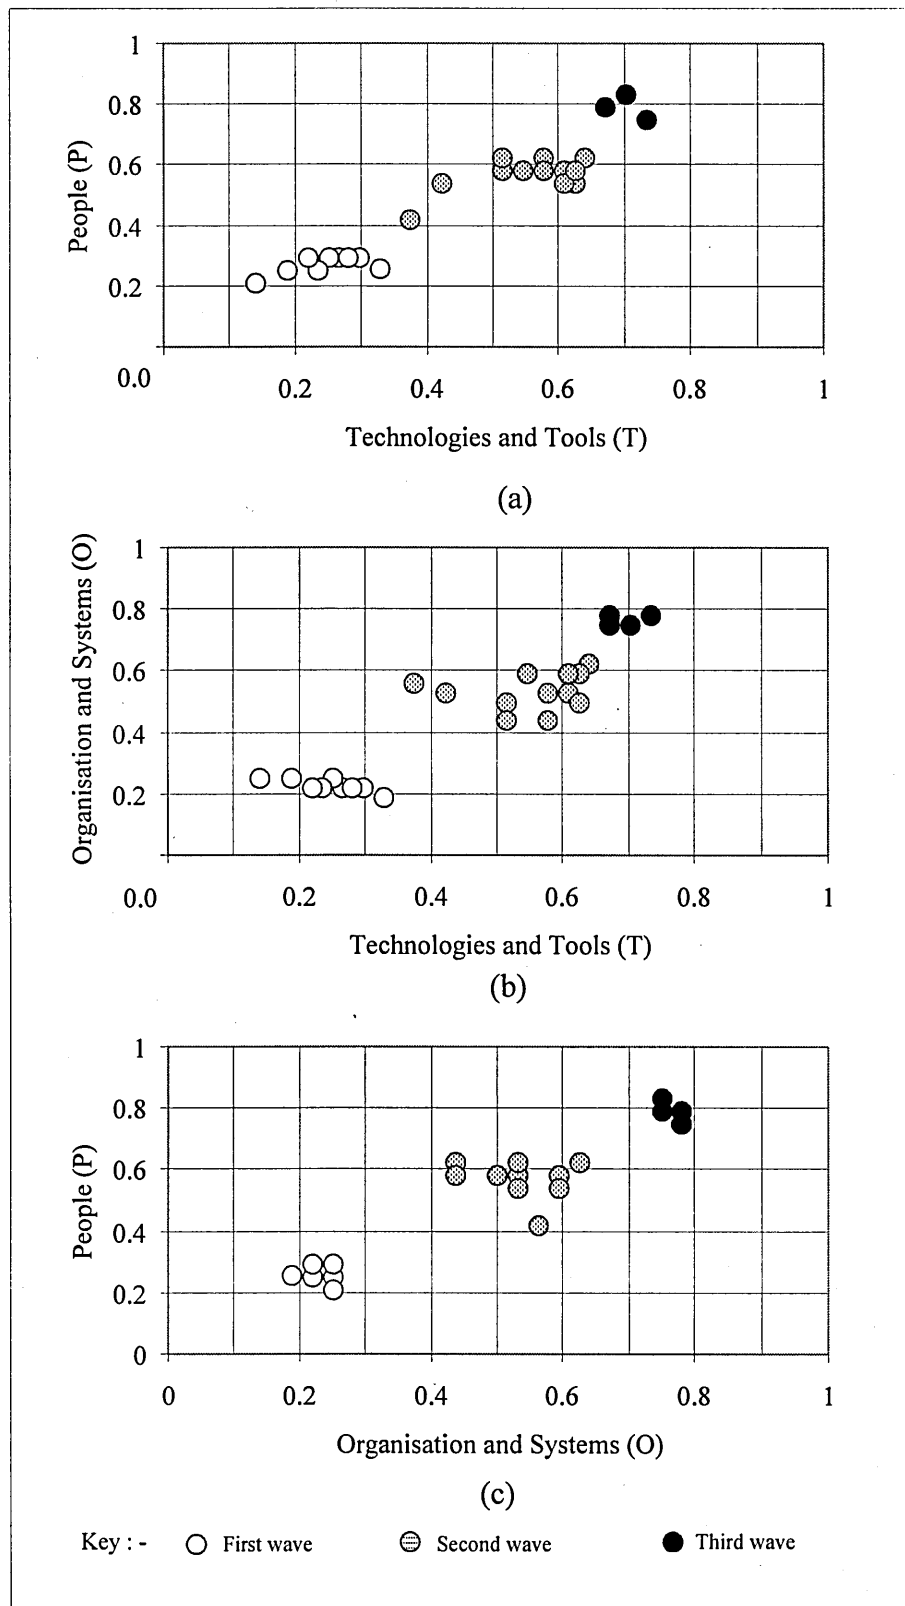 1
0.8
0.6
0.4
0.2
0.0
People (P)
0.2 0.4 0.6 0.8 1
Technologies and Tools (T)
(a)
1
0.8
0.6
0.4
0.2
0.0
Organisation and Systems (O)
0.2 0.4 0.6 0.8 1
Technologies and Tools (T)
(b)
1
0.8
0.6
0.4
0.2
0
People (P)
0 0.2 0.4 0.6 0.8 1
Organisation and Systems (O)
(c)
Key : - First wave Second wave Third wave